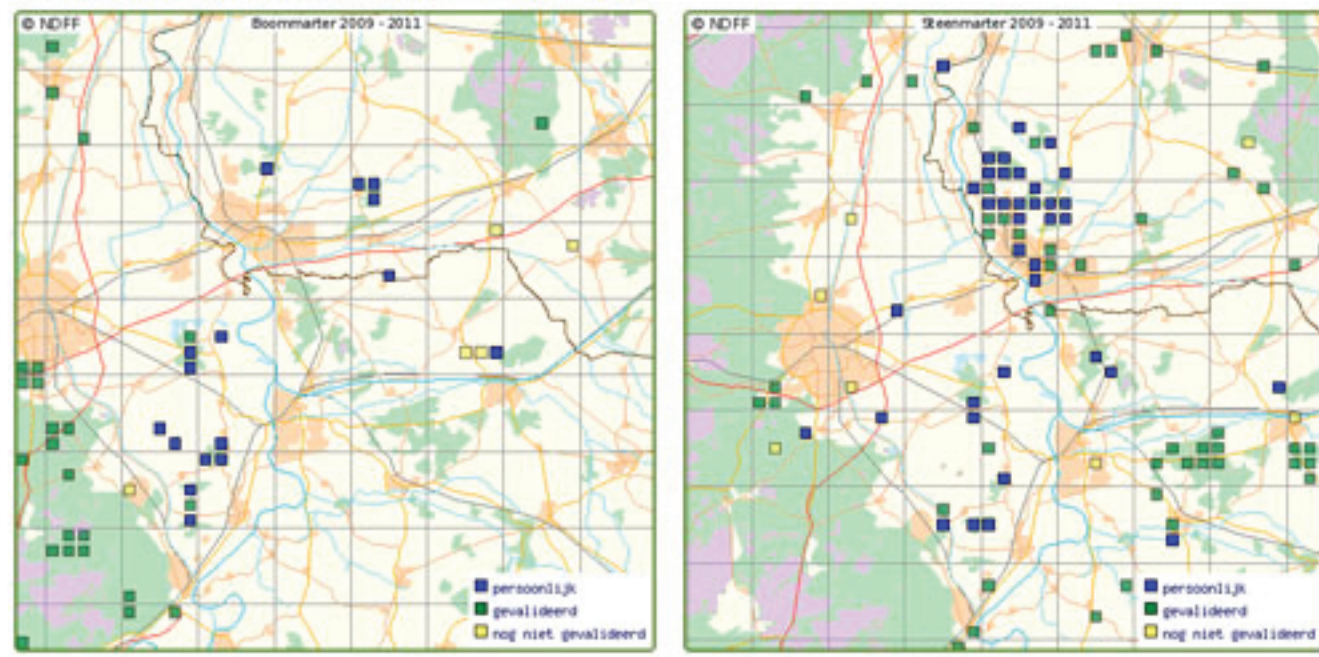 © NDFF Boommarter 2009 - 2011
persoonlijk
gevalideerd
nog niet gevalideerd
© NDFF Steenmarter 2009 - 2011
persoonlijk
gevalideerd
nog niet gevalideerd